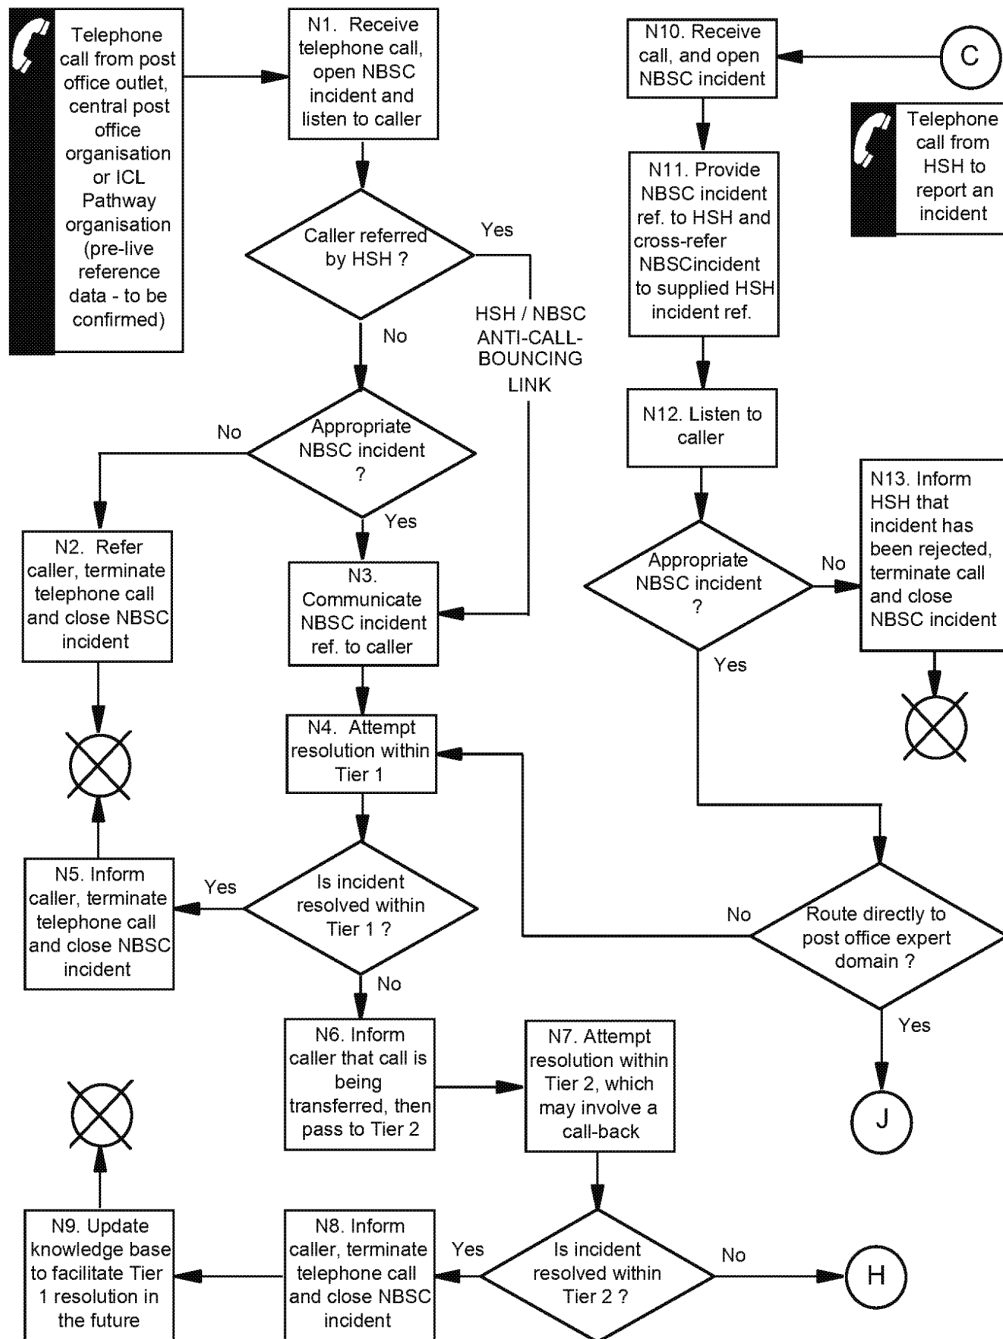 Telephone
call from post
office outlet,
central post
office
organisation
or ICL
Pathway
organisation
(pre-live
reference
data - to be
confirmed)
N1. Receive
telephone call,
open NBSC
incident and
listen to caller
Caller referred
by HSH ?
Yes
No
HSH / NBSC
ANTI-CALL-
BOUNCING
LINK
Appropriate
NBSC incident
?
No
Yes
N2. Refer
caller, terminate
telephone call
and close NBSC
incident
N3.
Communicate
NBSC incident
ref. to caller
N4. Attempt
resolution within
Tier 1
Is incident
resolved within
Tier 1 ?
Yes
No
N5. Inform
caller, terminate
telephone call
and close NBSC
incident
N6. Inform
caller that call is
being
transferred, then
pass to Tier 2
N7. Attempt
resolution within
Tier 2, which
may involve a
call-back
Is incident
resolved within
Tier 2 ?
Yes
No
H
N8. Inform
caller, terminate
telephone call
and close NBSC
incident
N9. Update
knowledge base
to facilitate Tier
1 resolution in
the future
C
Telephone
call from
HSH to
report an
incident
N10. Receive
call, and open
NBSC incident
N11. Provide
NBSC incident
ref. to HSH and
cross-refer
NBSCincident
to supplied HSH
incident ref.
N12. Listen to
caller
Appropriate
NBSC incident
?
No
Yes
N13. Inform
HSH that
incident has
been rejected,
terminate call
and close
NBSC incident
Route directly to
post office expert
domain ?
No
Yes
J